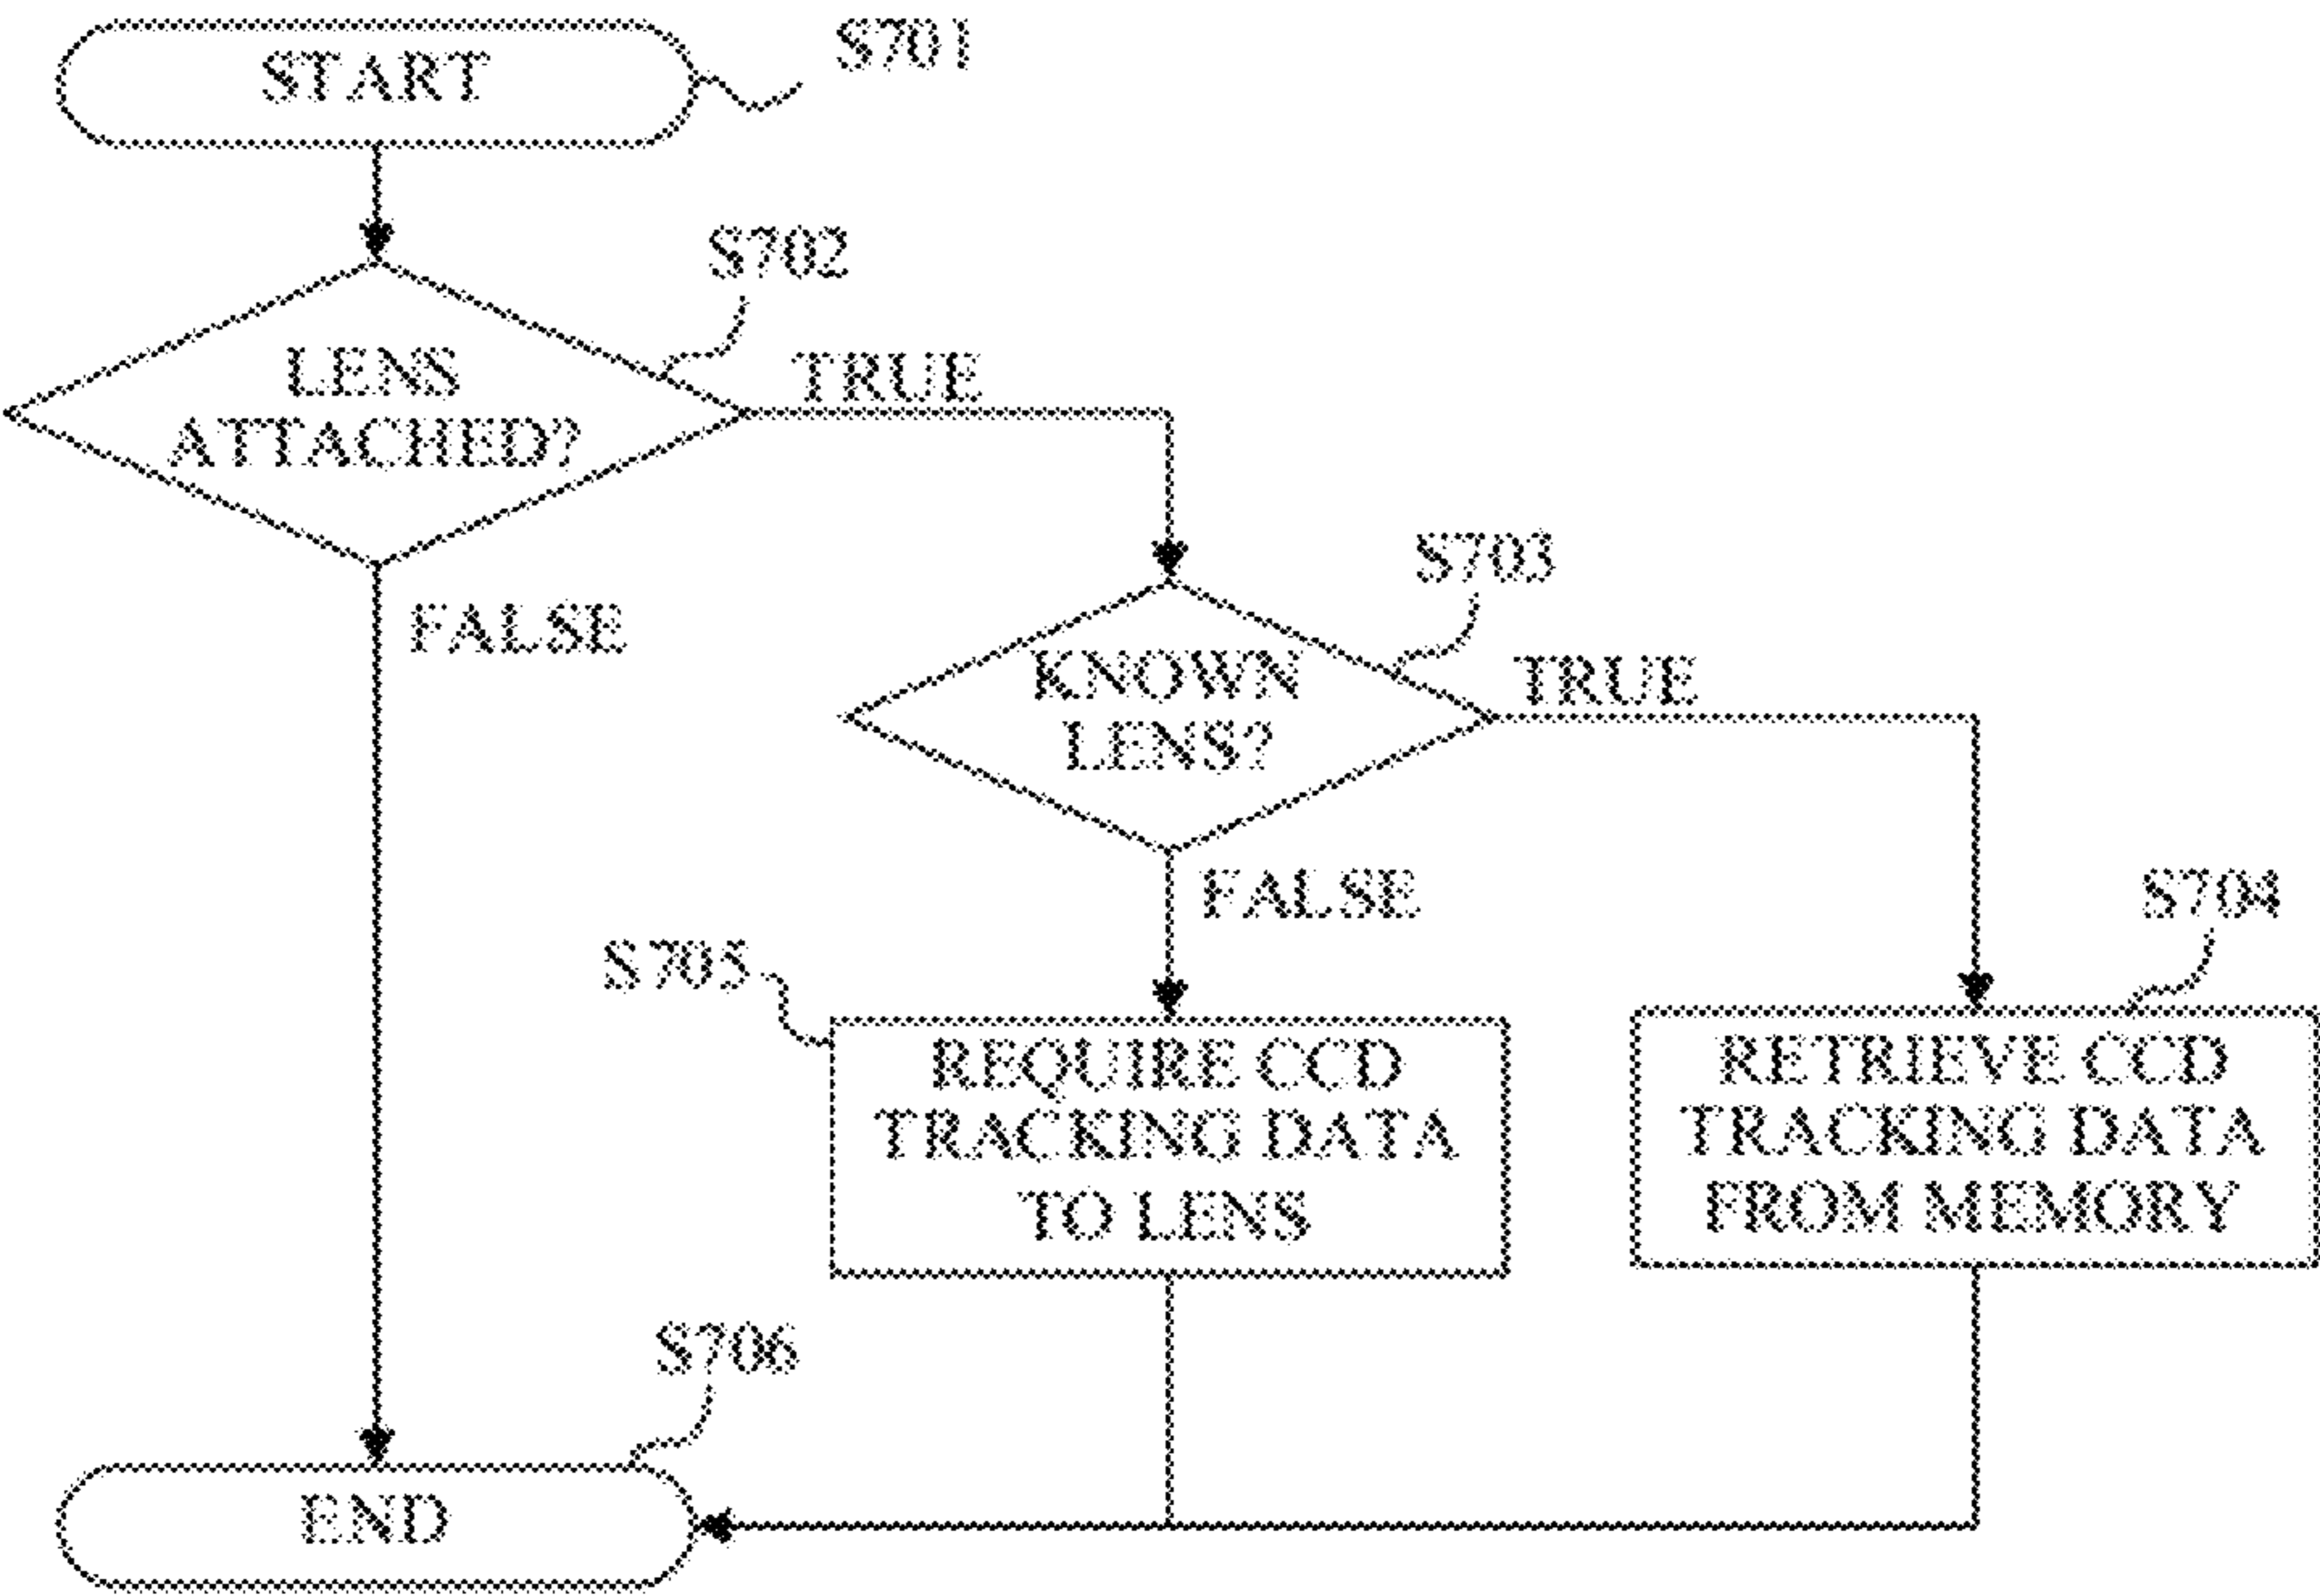 START
S701
S702
LENS
ATTACHED?
TRUE
FALSE
S703
KNOWN
LENS?
TRUE
FALSE
S704
S705
REQUIRE CCD
TRACKING DATA
TO LENS
RETRIEVE CCD
TRACKING DATA
FROM MEMORY
S706
END